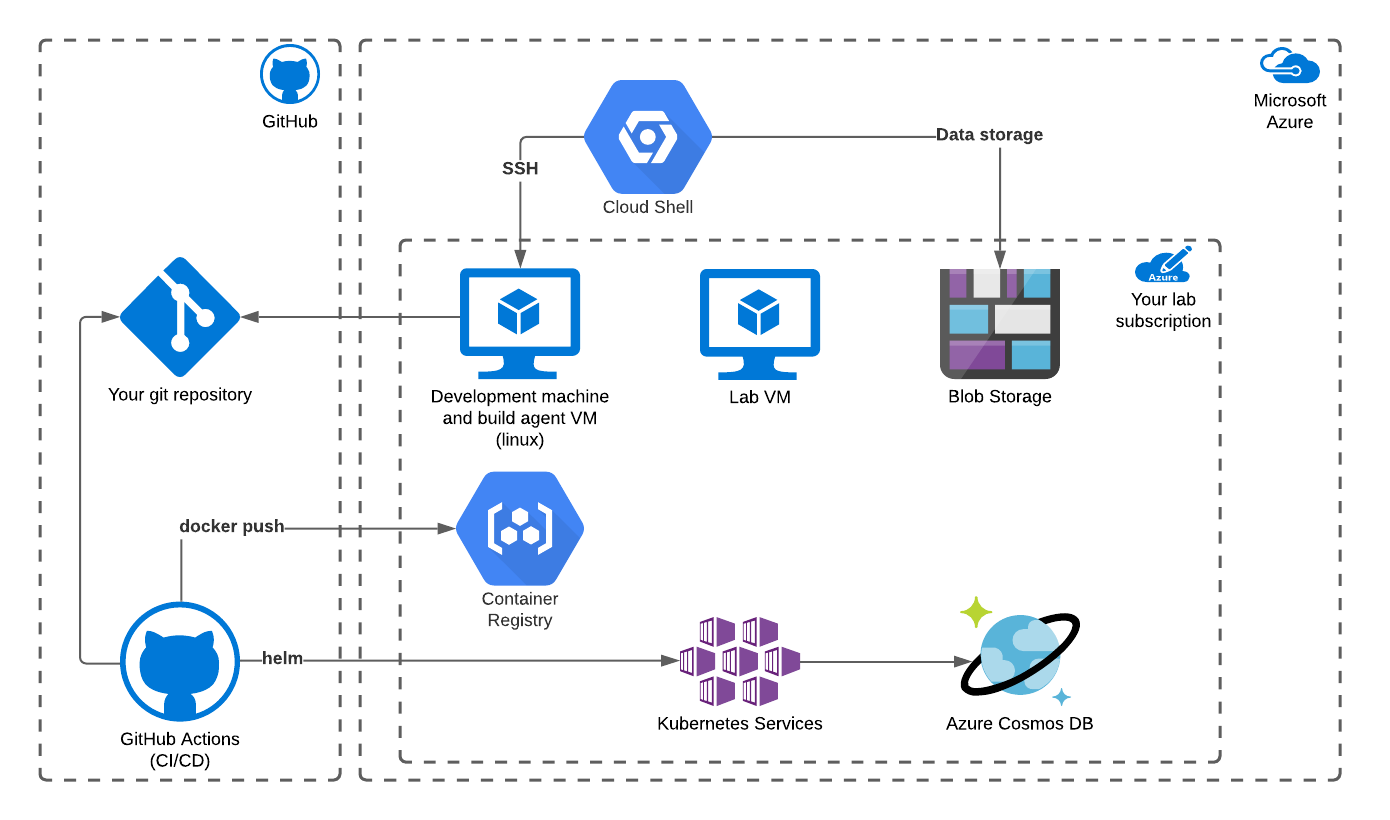 GitHub
Microsoft
Azure
Data storage
SSH
Cloud Shell
Azure
Your lab
subscription
Your git repository
Development machine
and build agent VM
(linux)
Lab VM
Blob Storage
docker push
Container
Registry
helm
Kubernetes Services
Azure Cosmos DB
GitHub Actions
(CI/CD)